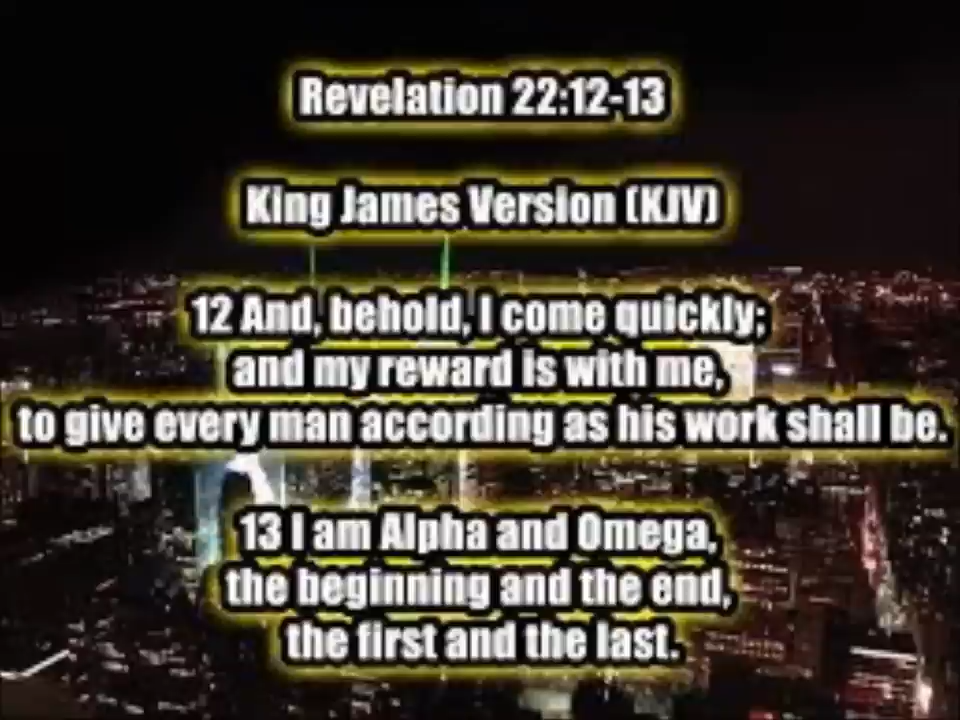 Revelation 22:12-13
King James Version (KJV)
12 And, behold, I come quickly;
and my reward is with me,
to give every man according as his work shall be.
13 I am Alpha and Omega,
the beginning and the end,
the first and the last.